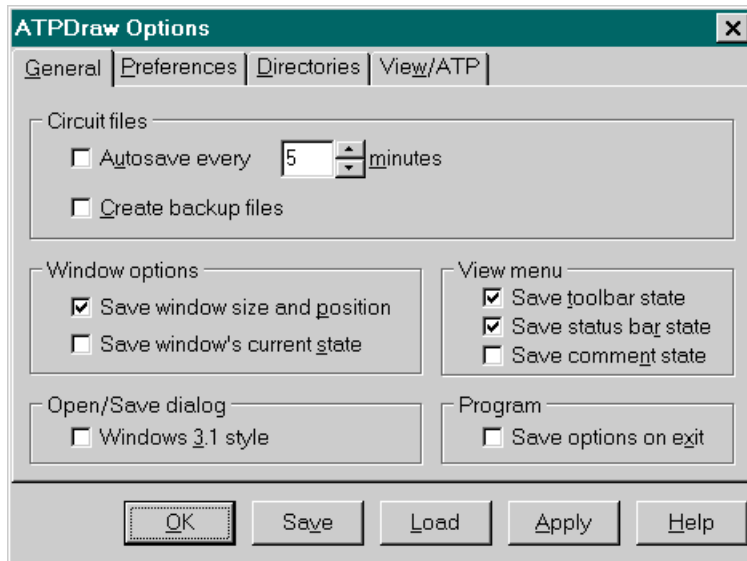 ATPDraw Options
General Preferences Directories View/ATP
Circuit files
Autosave every 5 minutes
Create backup files
Window options
Save window size and position
Save window's current state
View menu
Save toolbar state
Save status bar state
Save comment state
Open/Save dialog
Windows 3.1 style
Program
Save options on exit
OK Save Load Apply Help